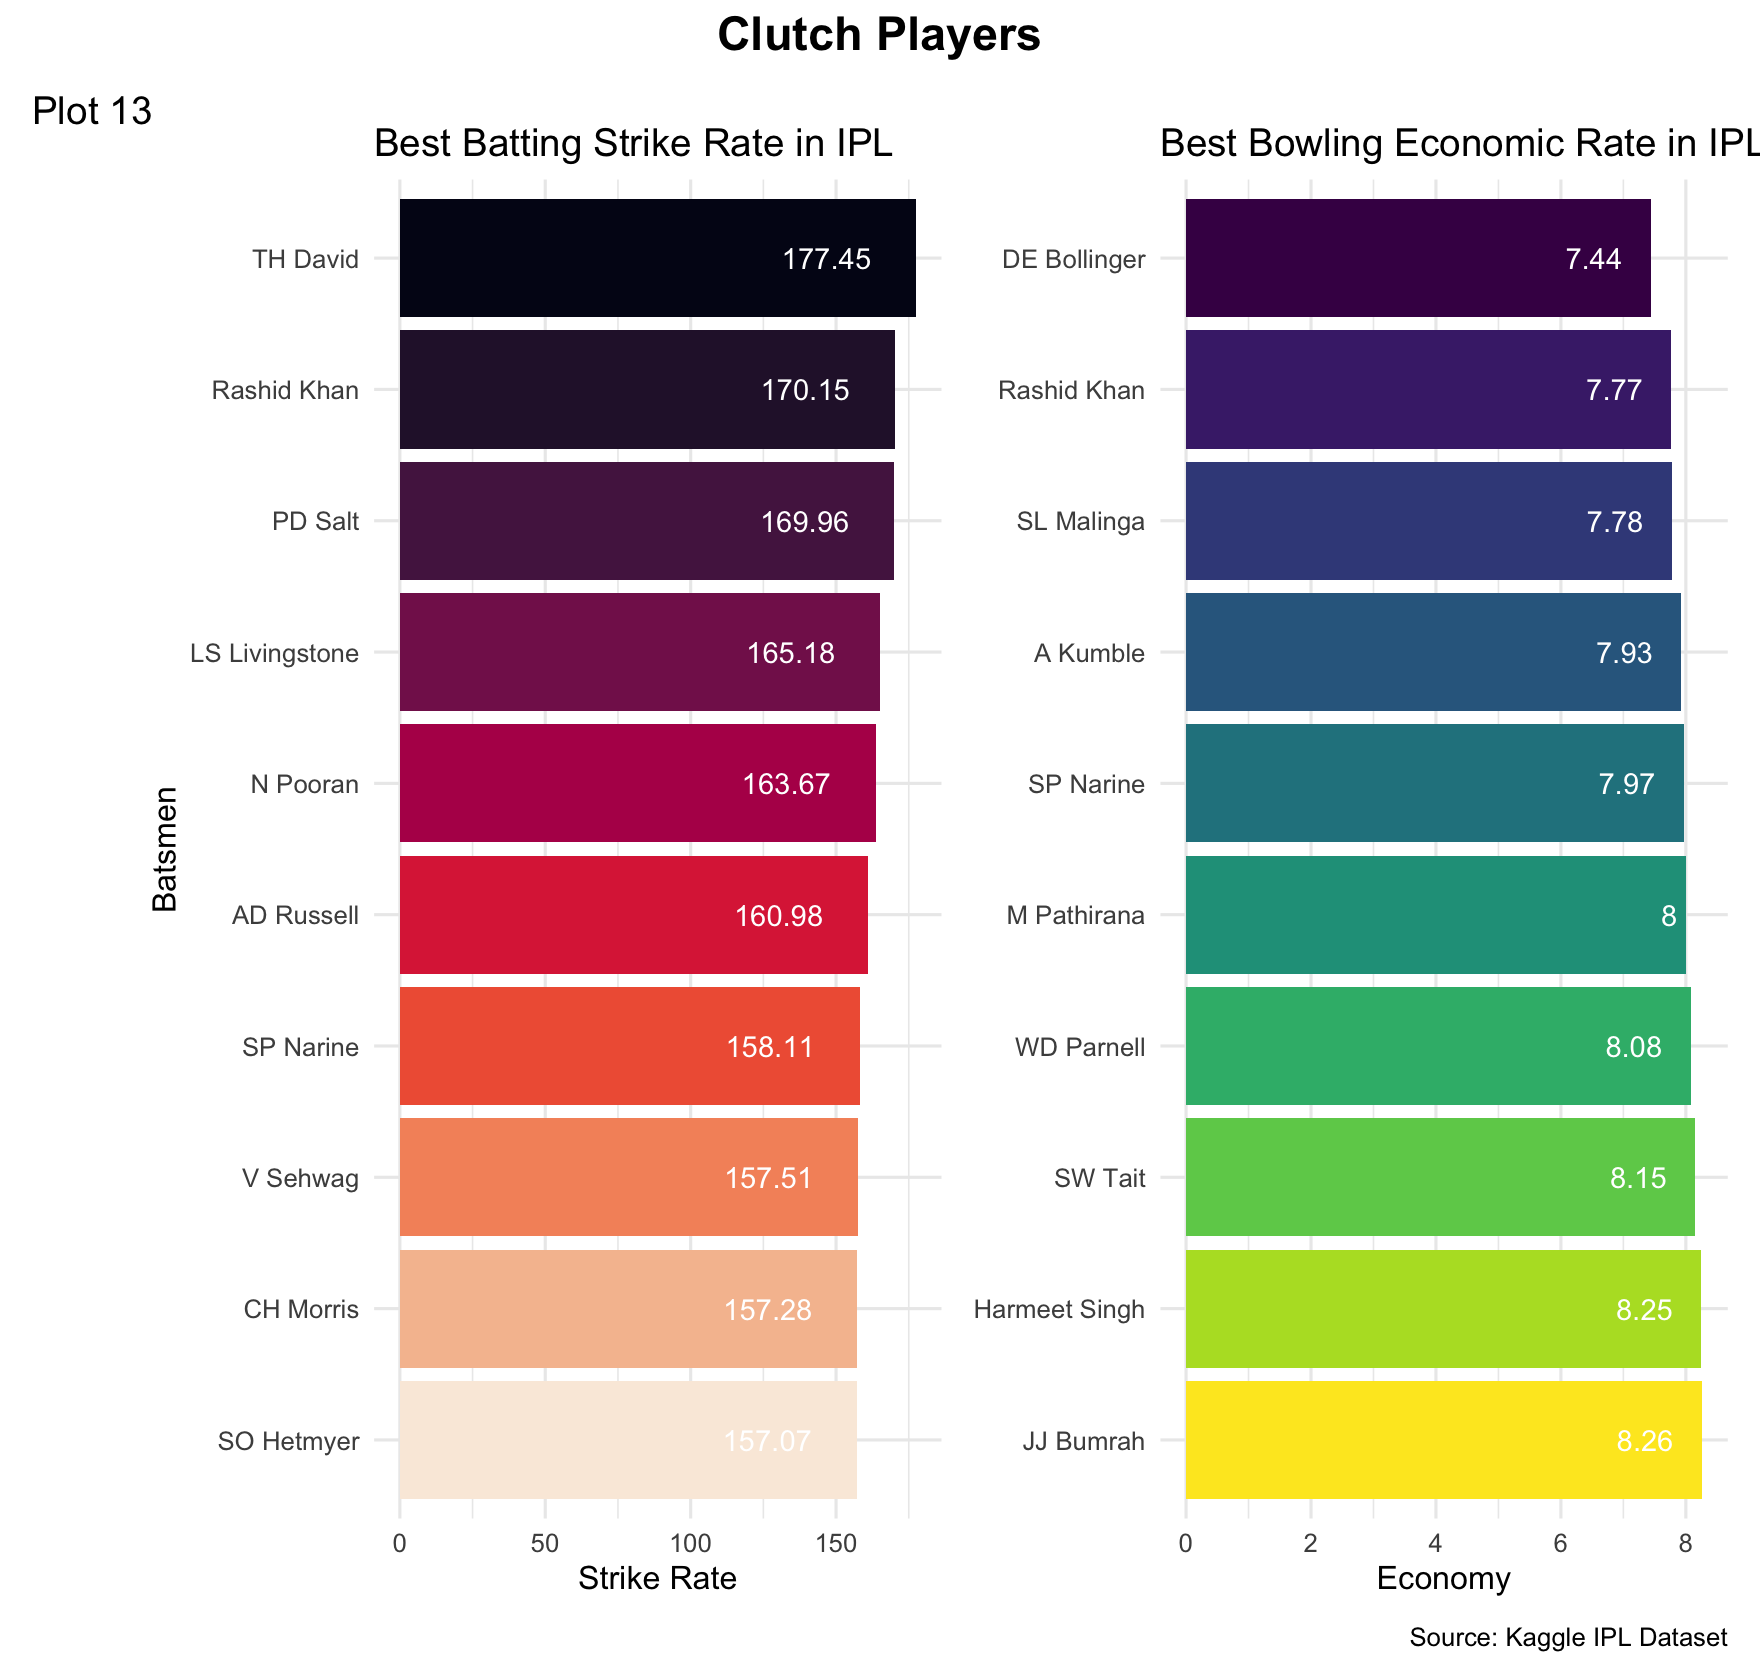 Clutch Players
Plot 13
Best Batting Strike Rate in IPL
Batsmen
TH David 177.45
Rashid Khan 170.15
PD Salt 169.96
LS Livingstone 165.18
N Pooran 163.67
AD Russell 160.98
SP Narine 158.11
V Sehwag 157.51
CH Morris 157.28
SO Hetmyer 157.07
0 50 100 150
Strike Rate
Best Bowling Economic Rate in IPL
DE Bollinger 7.44
Rashid Khan 7.77
SL Malinga 7.78
A Kumble 7.93
SP Narine 7.97
M Pathirana 8
WD Parnell 8.08
SW Tait 8.15
Harmeet Singh 8.25
JJ Bumrah 8.26
0 2 4 6 8
Economy
Source: Kaggle IPL Dataset